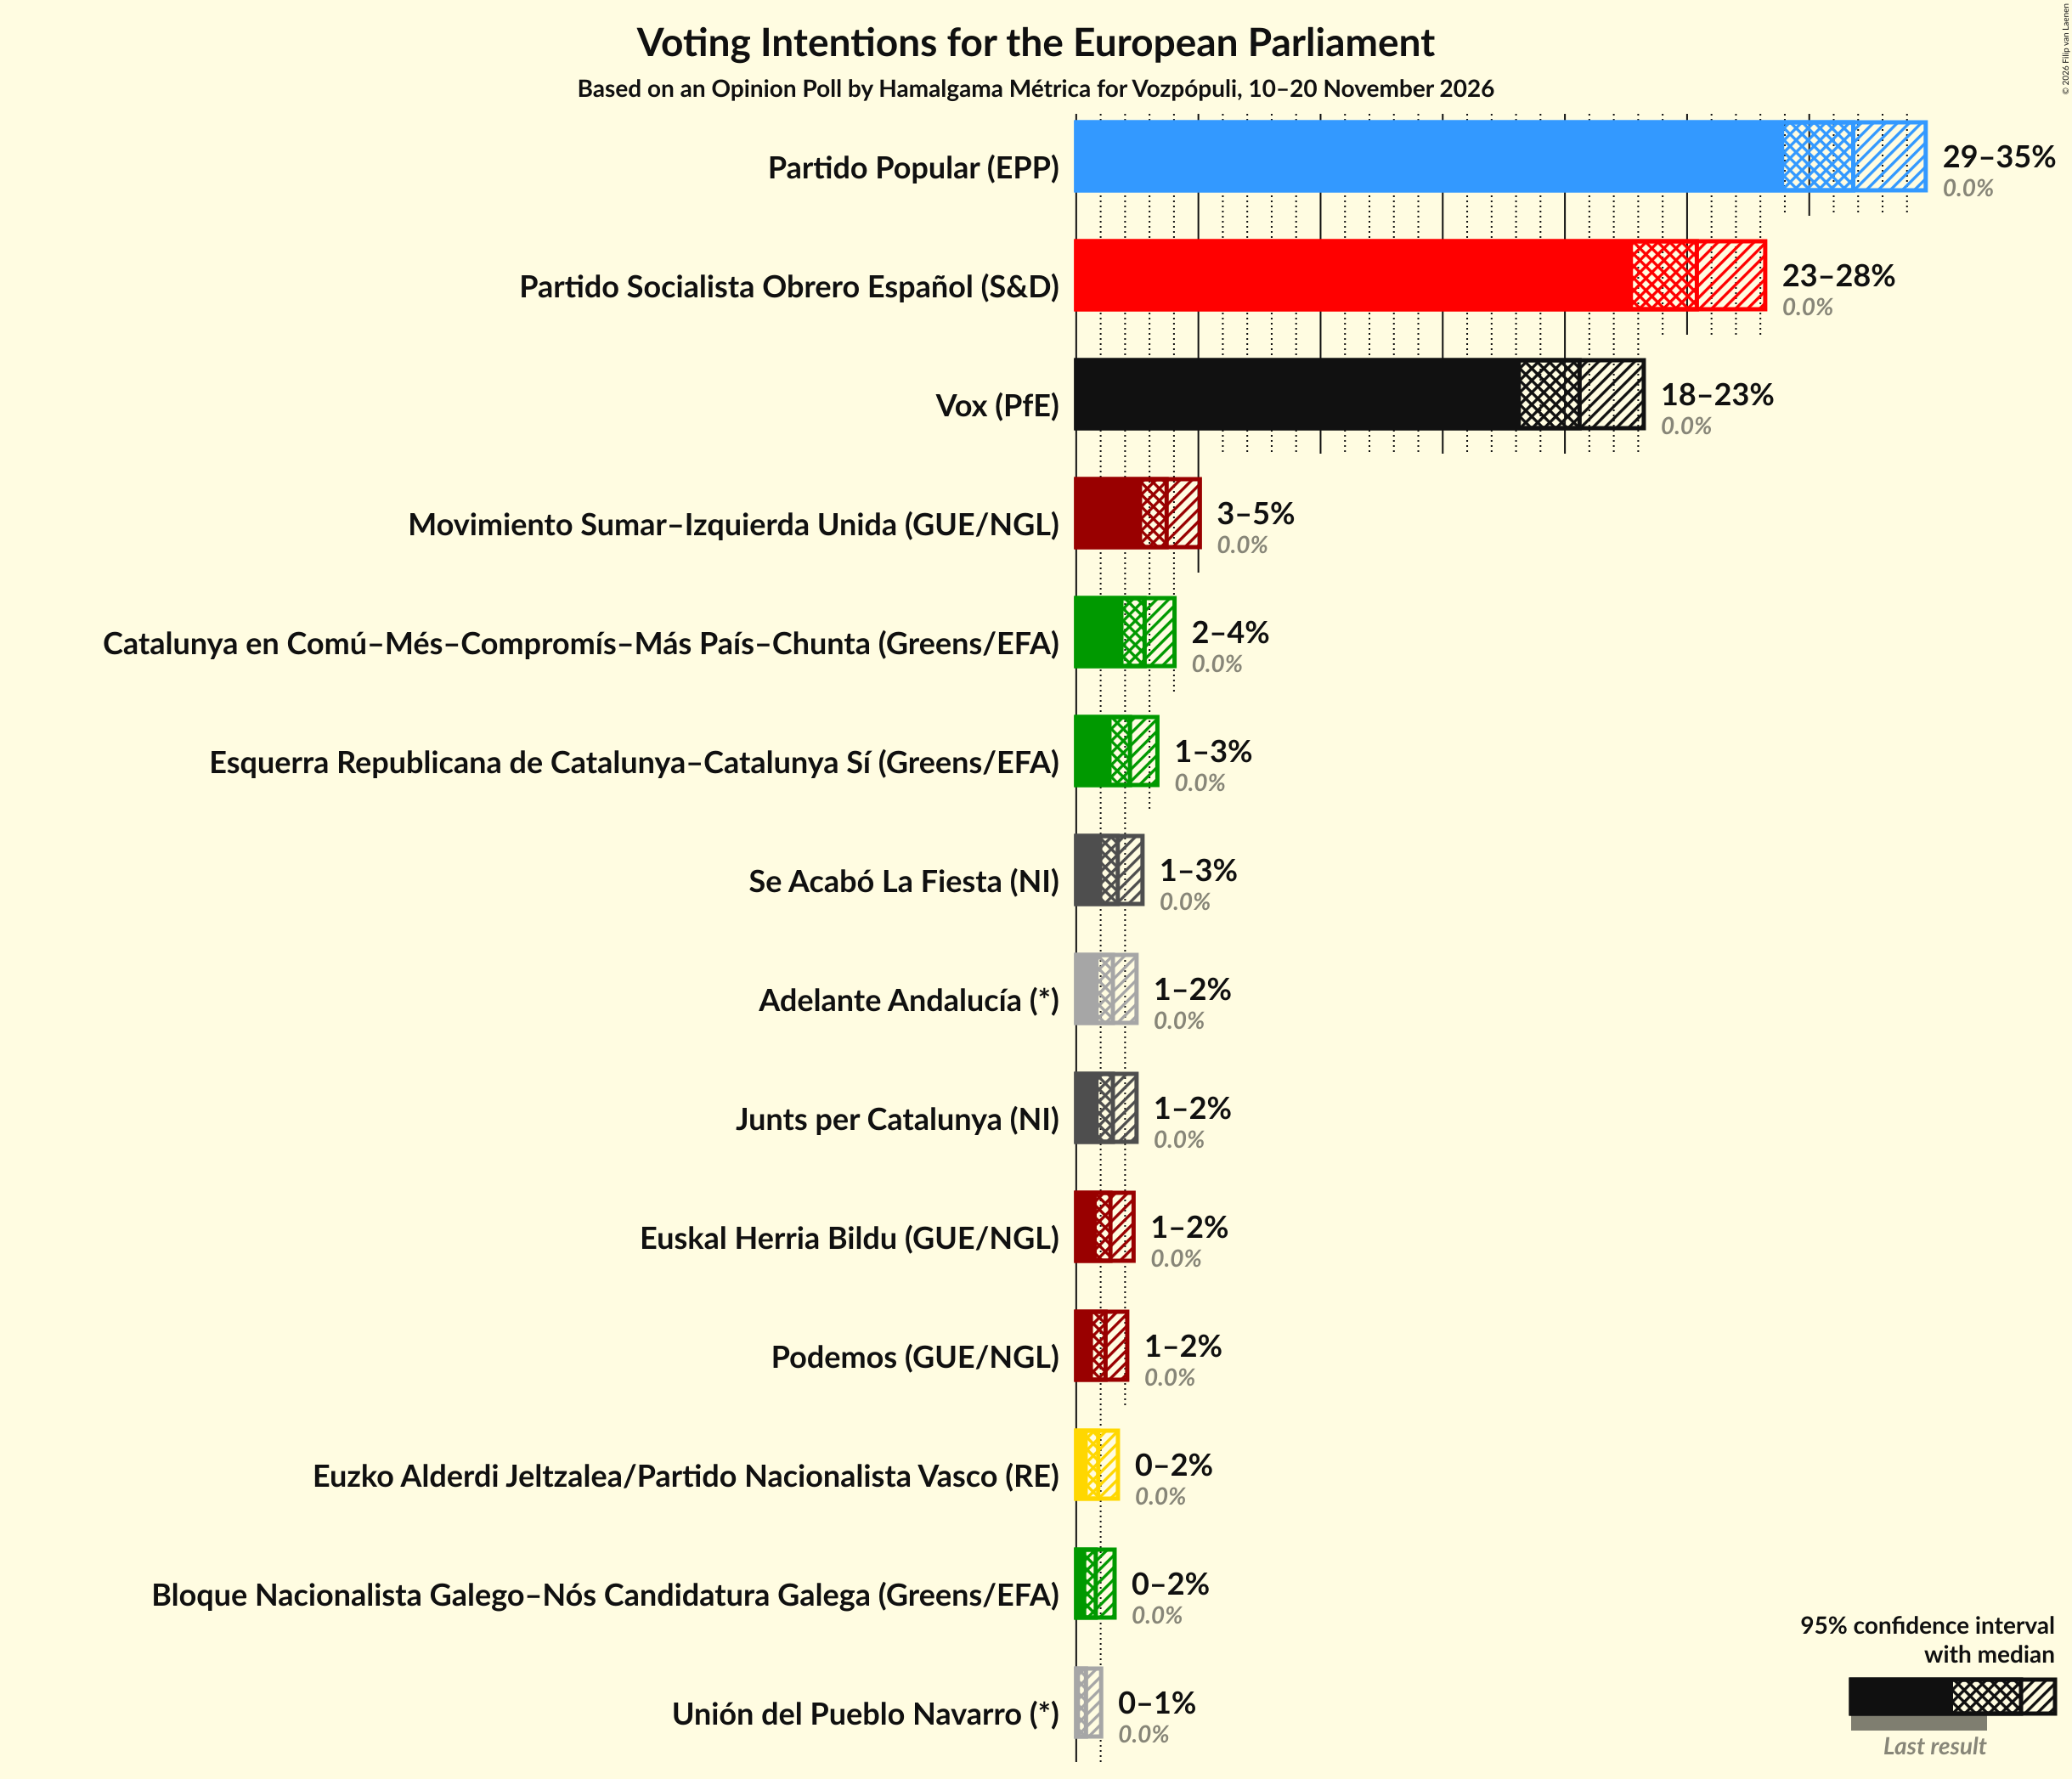 Voting Intentions for the European Parliament
Based on an Opinion Poll by Hamalgama Métrica for Vozpópuli, 10–20 November 2026
© 2026 Filip van Laenen
Partido Popular (EPP)
29–35%
0.0%
Partido Socialista Obrero Español (S&D)
23–28%
0.0%
Vox (PfE)
18–23%
0.0%
Movimiento Sumar–Izquierda Unida (GUE/NGL)
3–5%
0.0%
Catalunya en Comú–Més–Compromís–Más País–Chunta (Greens/EFA)
2–4%
0.0%
Esquerra Republicana de Catalunya–Catalunya Sí (Greens/EFA)
1–3%
0.0%
Se Acabó La Fiesta (NI)
1–3%
0.0%
Adelante Andalucía (*)
1–2%
0.0%
Junts per Catalunya (NI)
1–2%
0.0%
Euskal Herria Bildu (GUE/NGL)
1–2%
0.0%
Podemos (GUE/NGL)
1–2%
0.0%
Euzko Alderdi Jeltzalea/Partido Nacionalista Vasco (RE)
0–2%
0.0%
Bloque Nacionalista Galego–Nós Candidatura Galega (Greens/EFA)
0–2%
0.0%
Unión del Pueblo Navarro (*)
0–1%
0.0%
95% confidence interval
with median
Last result